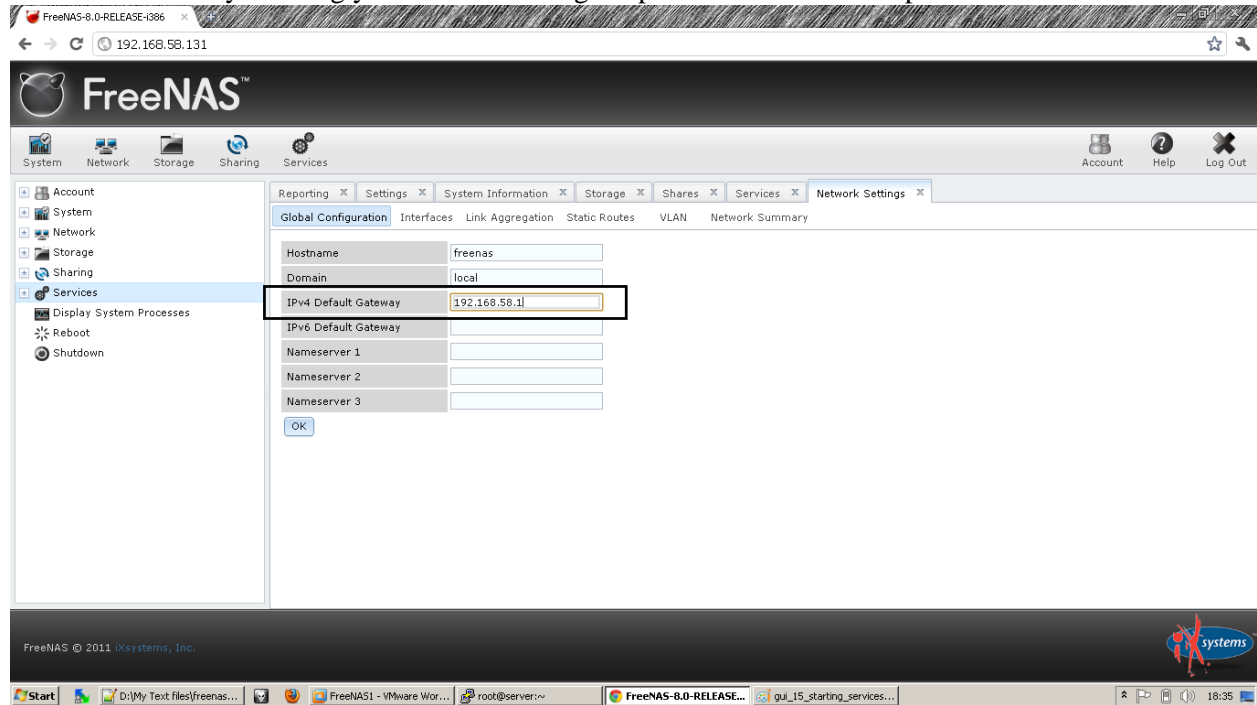 FreeNAS-8.0-RELEASE-i386
192.168.58.131
FreeNAS™
System Network Storage Sharing Services Account Help Log Out
Account
System
Network
Storage
Sharing
Services
Display System Processes
Reboot
Shutdown
Reporting Settings System Information Storage Shares Services Network Settings
Global Configuration Interfaces Link Aggregation Static Routes VLAN Network Summary
Hostname freenas
Domain local
IPv4 Default Gateway 192.168.58.1
IPv6 Default Gateway
Nameserver 1
Nameserver 2
Nameserver 3
OK
FreeNAS © 2011 iXsystems, Inc.
iXsystems
Start D:\My Text files\freenas... FreeNAS1 - VMware Wor... root@server:~ FreeNAS-8.0-RELEASE... gui_15_starting_services... 18:35